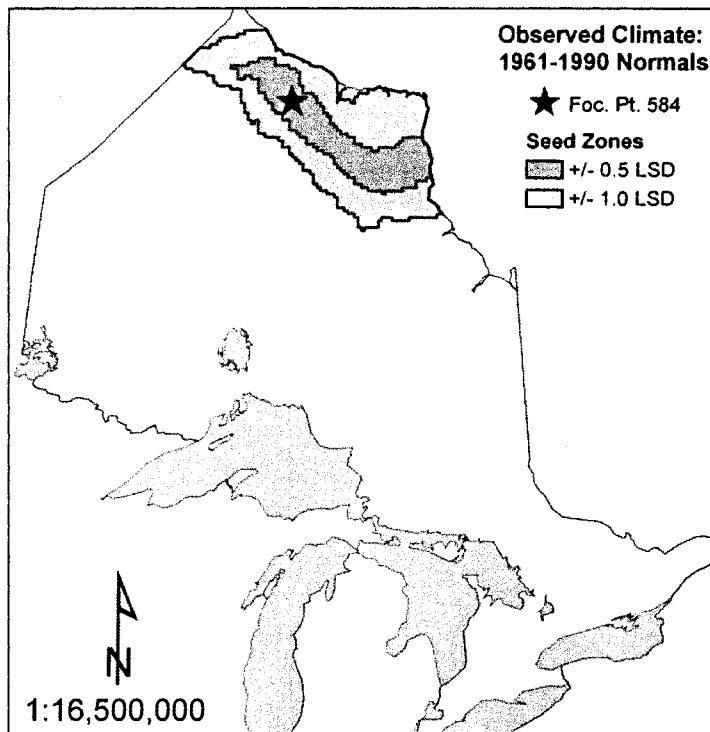 Observed Climate:
1961-1990 Normals
Foc. Pt. 584
Seed Zones
+/- 0.5 LSD
+/- 1.0 LSD
N
1:16,500,000